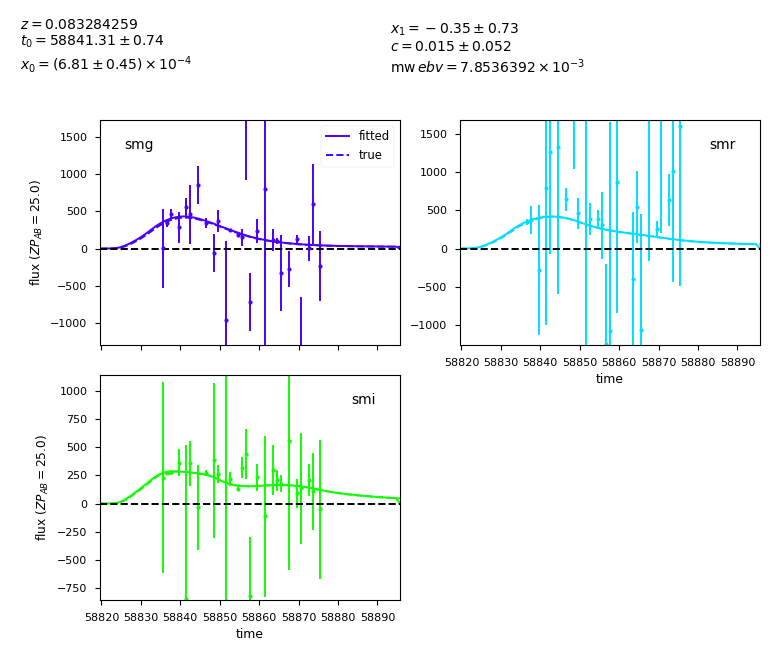 z = 0.083284259
t₀ = 58841.31 ± 0.74
x₀ = (6.81 ± 0.45) × 10⁻⁴
x₁ = −0.35 ± 0.73
c = 0.015 ± 0.052
mw ebv = 7.8536392 × 10⁻³
smg
fitted
true
1500
1000
500
0
−500
−1000
flux (ZP_AB = 25.0)
smr
1500
1000
500
0
−500
−1000
58820 58830 58840 58850 58860 58870 58880 58890
time
smi
1000
750
500
250
0
−250
−500
−750
flux (ZP_AB = 25.0)
58820 58830 58840 58850 58860 58870 58880 58890
time